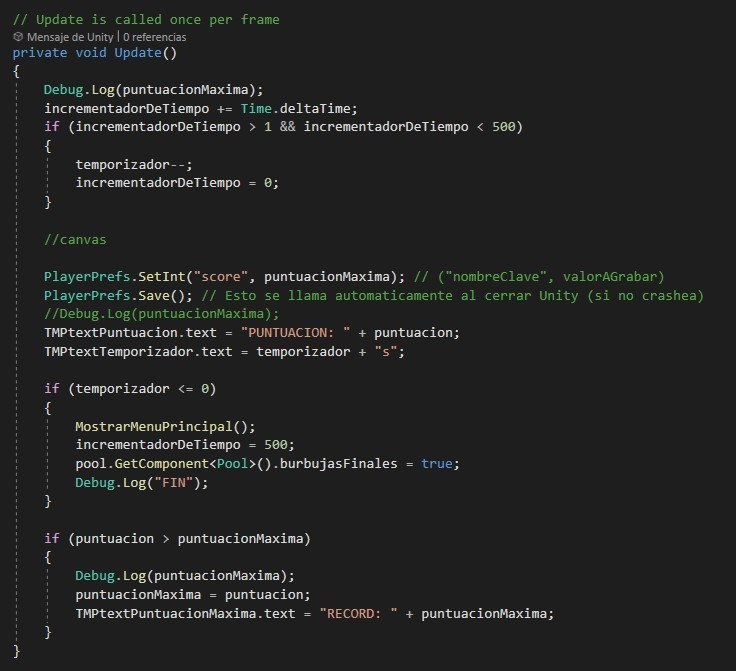 // Update is called once per frame
Mensaje de Unity | 0 referencias
private void Update()
{
Debug.Log(puntuacionMaxima);
incrementadorDeTiempo += Time.deltaTime;
if (incrementadorDeTiempo > 1 && incrementadorDeTiempo < 500)
{
temporizador--;
incrementadorDeTiempo = 0;
}
//canvas
PlayerPrefs.SetInt("score", puntuacionMaxima); // ("nombreClave", valorAGrabar)
PlayerPrefs.Save(); // Esto se llama automaticamente al cerrar Unity (si no crashea)
//Debug.Log(puntuacionMaxima);
TMPtextPuntuacion.text = "PUNTUACION: " + puntuacion;
TMPtextTemporizador.text = temporizador + "s";
if (temporizador <= 0)
{
MostrarMenuPrincipal();
incrementadorDeTiempo = 500;
pool.GetComponent<Pool>().burbujasFinales = true;
Debug.Log("FIN");
}
if (puntuacion > puntuacionMaxima)
{
Debug.Log(puntuacionMaxima);
puntuacionMaxima = puntuacion;
TMPtextPuntuacionMaxima.text = "RECORD: " + puntuacionMaxima;
}
}